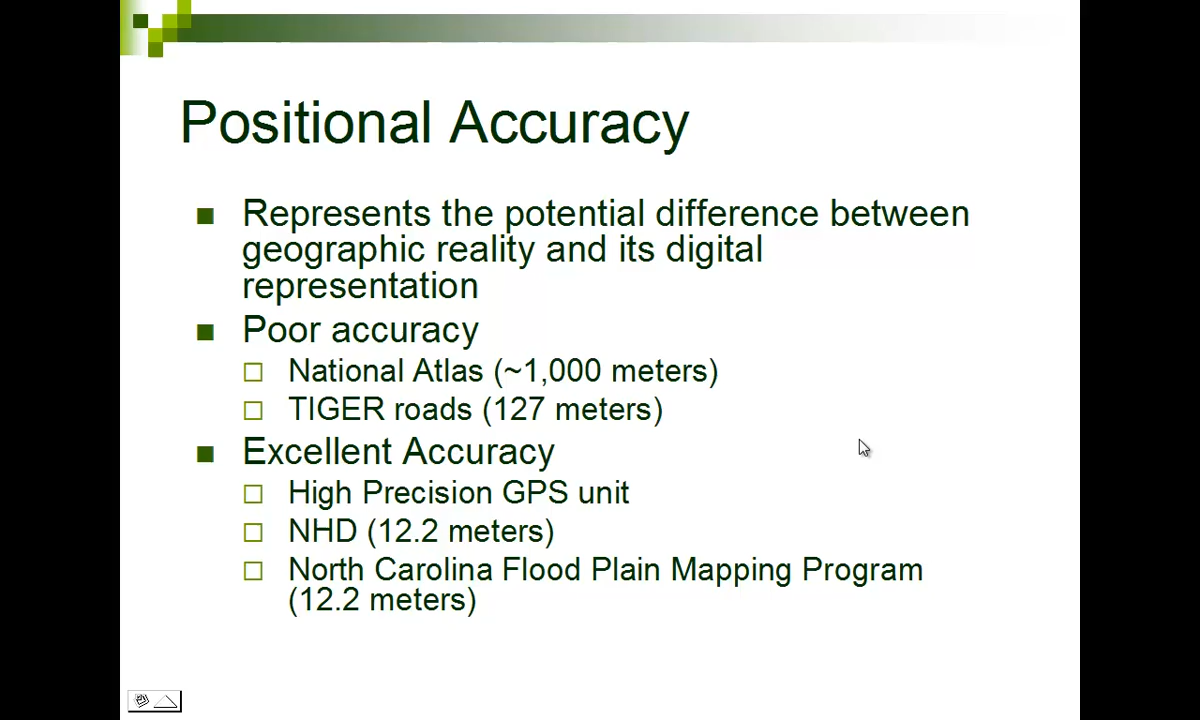 Positional Accuracy
Represents the potential difference between
geographic reality and its digital
representation
Poor accuracy
National Atlas (~1,000 meters)
TIGER roads (127 meters)
Excellent Accuracy
High Precision GPS unit
NHD (12.2 meters)
North Carolina Flood Plain Mapping Program
(12.2 meters)